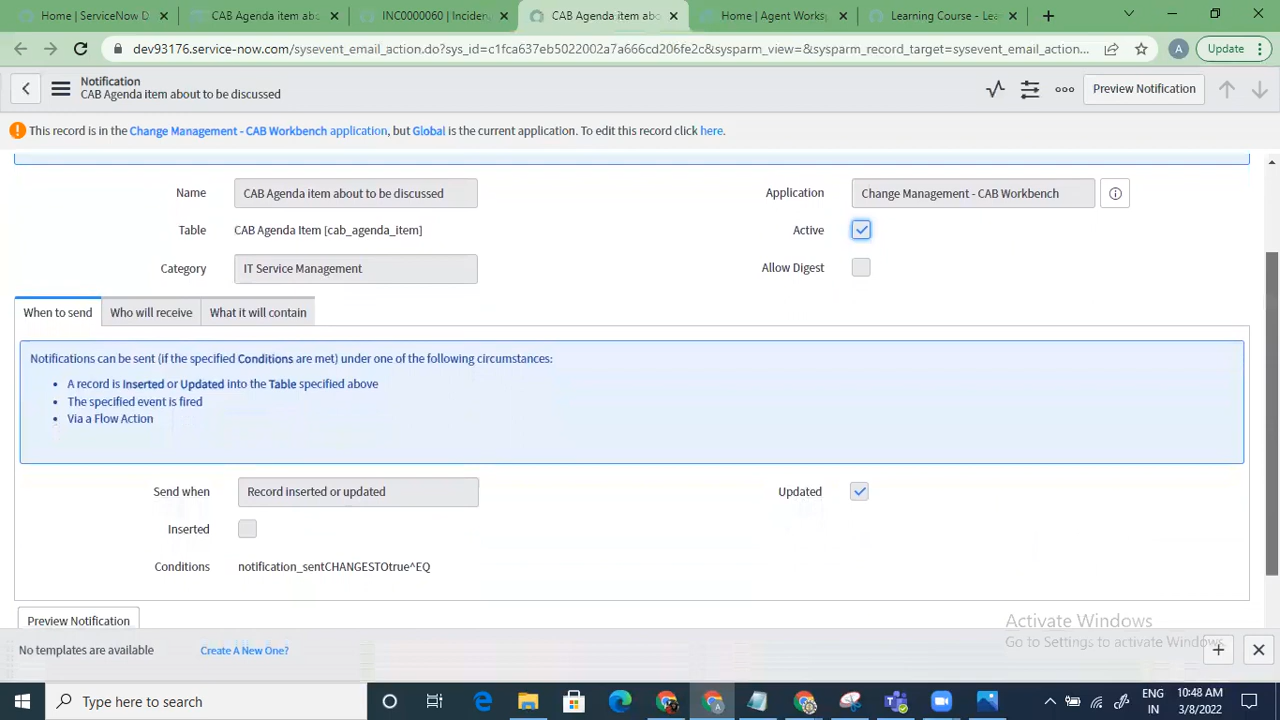 Home | ServiceNow D
CAB Agenda item abo
INC0000060 | Inciden
CAB Agenda item abo
Home | Agent Works
Learning Course - Lea
dev93176.service-now.com/sysevent_email_action.do?sys_id=c1fca637eb5022002a7a666cd206fe2c&sysparm_view=&sysparm_record_target=sysevent_email_action...
A
Update
Notification
CAB Agenda item about to be discussed
Preview Notification
This record is in the Change Management - CAB Workbench application, but Global is the current application. To edit this record click here.
Name
CAB Agenda item about to be discussed
Application
Change Management - CAB Workbench
Table
CAB Agenda Item [cab_agenda_item]
Active
Category
IT Service Management
Allow Digest
When to send
Who will receive
What it will contain
Notifications can be sent (if the specified Conditions are met) under one of the following circumstances:
• A record is Inserted or Updated into the Table specified above
• The specified event is fired
• Via a Flow Action
Send when
Record inserted or updated
Updated
Inserted
Conditions
notification_sentCHANGESTOtrue^EQ
Preview Notification
Activate Windows
Go to Settings to activate Windows.
No templates are available
Create A New One?
Type here to search
ENG
IN
10:48 AM
3/8/2022